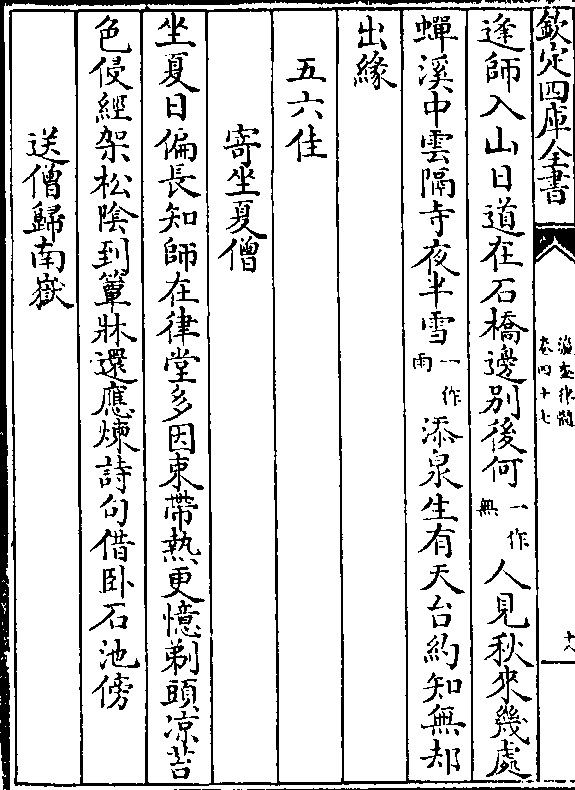 欽定四庫全書
瀛奎律髓
卷四十七
十八
逢師入山日道在石橋邊别後何一作無人見秋來幾處
蟬溪中雲隔寺夜半雪一作雨添泉生有天台約知無却
出緣
五六佳
寄坐夏僧
坐夏日偏長知師在律堂多因束帶熱更憶剃頭凉苔
色侵經架松隂到簟牀還應煉詩句借卧石池傍
送僧歸南嶽